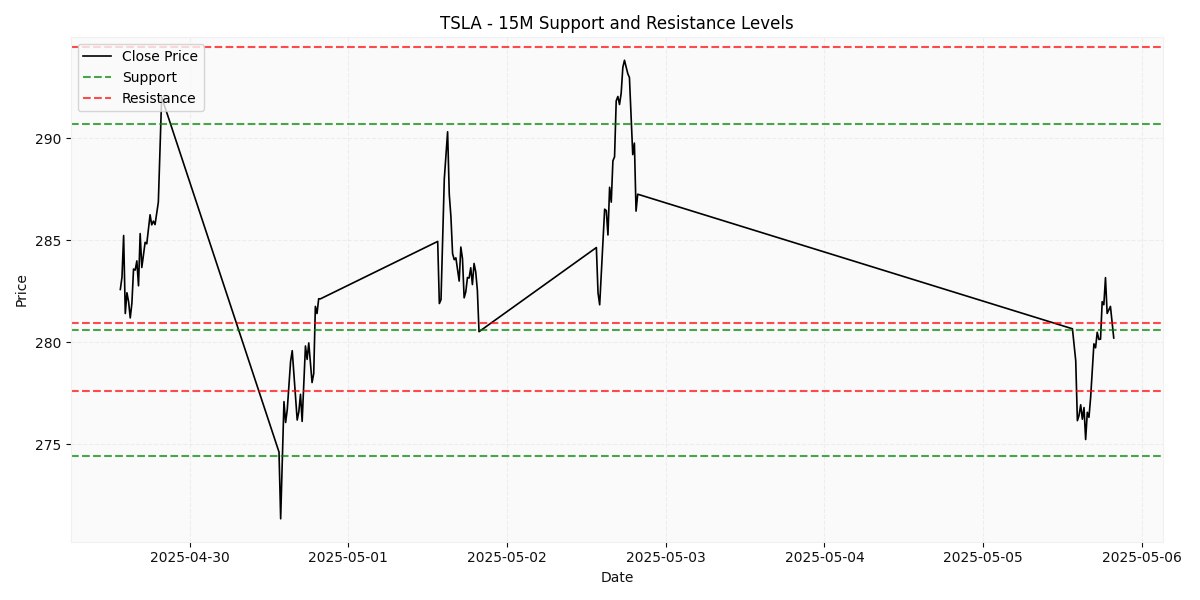 TSLA - 15M Support and Resistance Levels
Close Price
Support
Resistance
Price
290
285
280
275
2025-04-30 2025-05-01 2025-05-02 2025-05-03 2025-05-04 2025-05-05 2025-05-06
Date